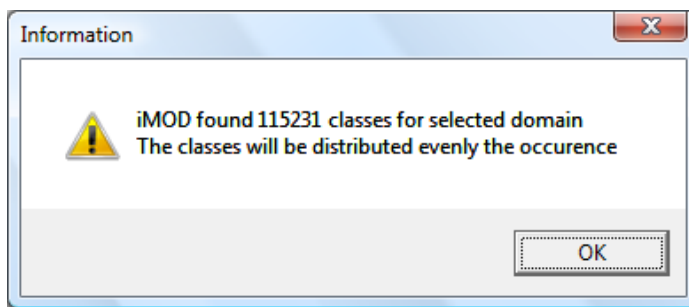 Information
iMOD found 115231 classes for selected domain
The classes will be distributed evenly the occurence
OK